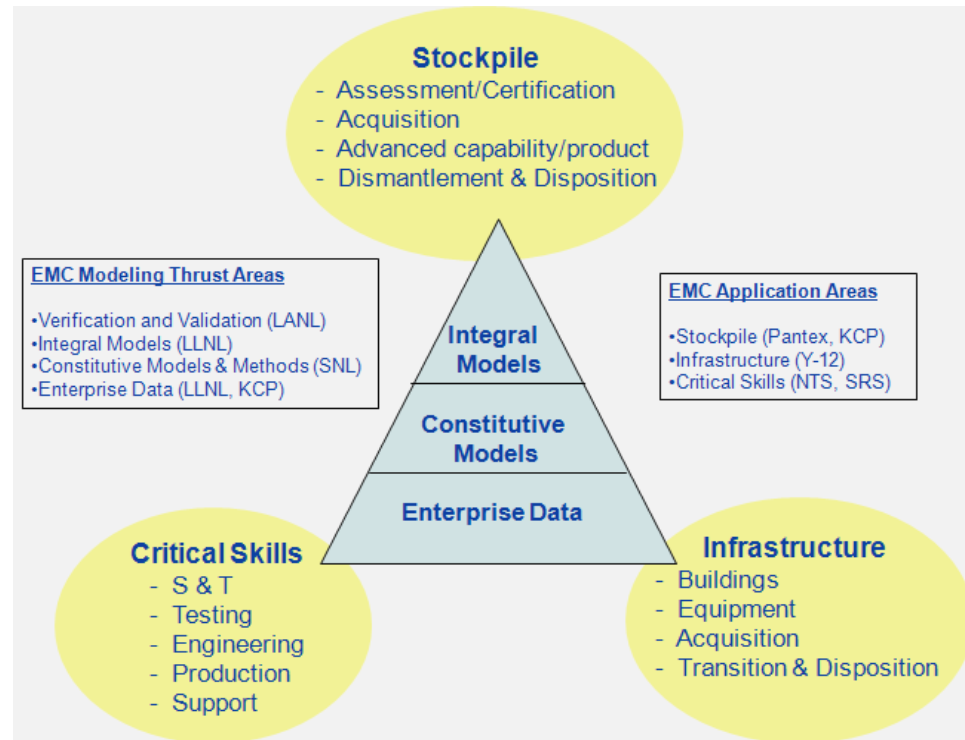 Stockpile
- Assessment/Certification
- Acquisition
- Advanced capability/product
- Dismantlement & Disposition
EMC Modeling Thrust Areas
•Verification and Validation (LANL)
•Integral Models (LLNL)
•Constitutive Models & Methods (SNL)
•Enterprise Data (LLNL, KCP)
EMC Application Areas
•Stockpile (Pantex, KCP)
•Infrastructure (Y-12)
•Critical Skills (NTS, SRS)
Integral
Models
Constitutive
Models
Enterprise Data
Critical Skills
- S & T
- Testing
- Engineering
- Production
- Support
Infrastructure
- Buildings
- Equipment
- Acquisition
- Transition & Disposition